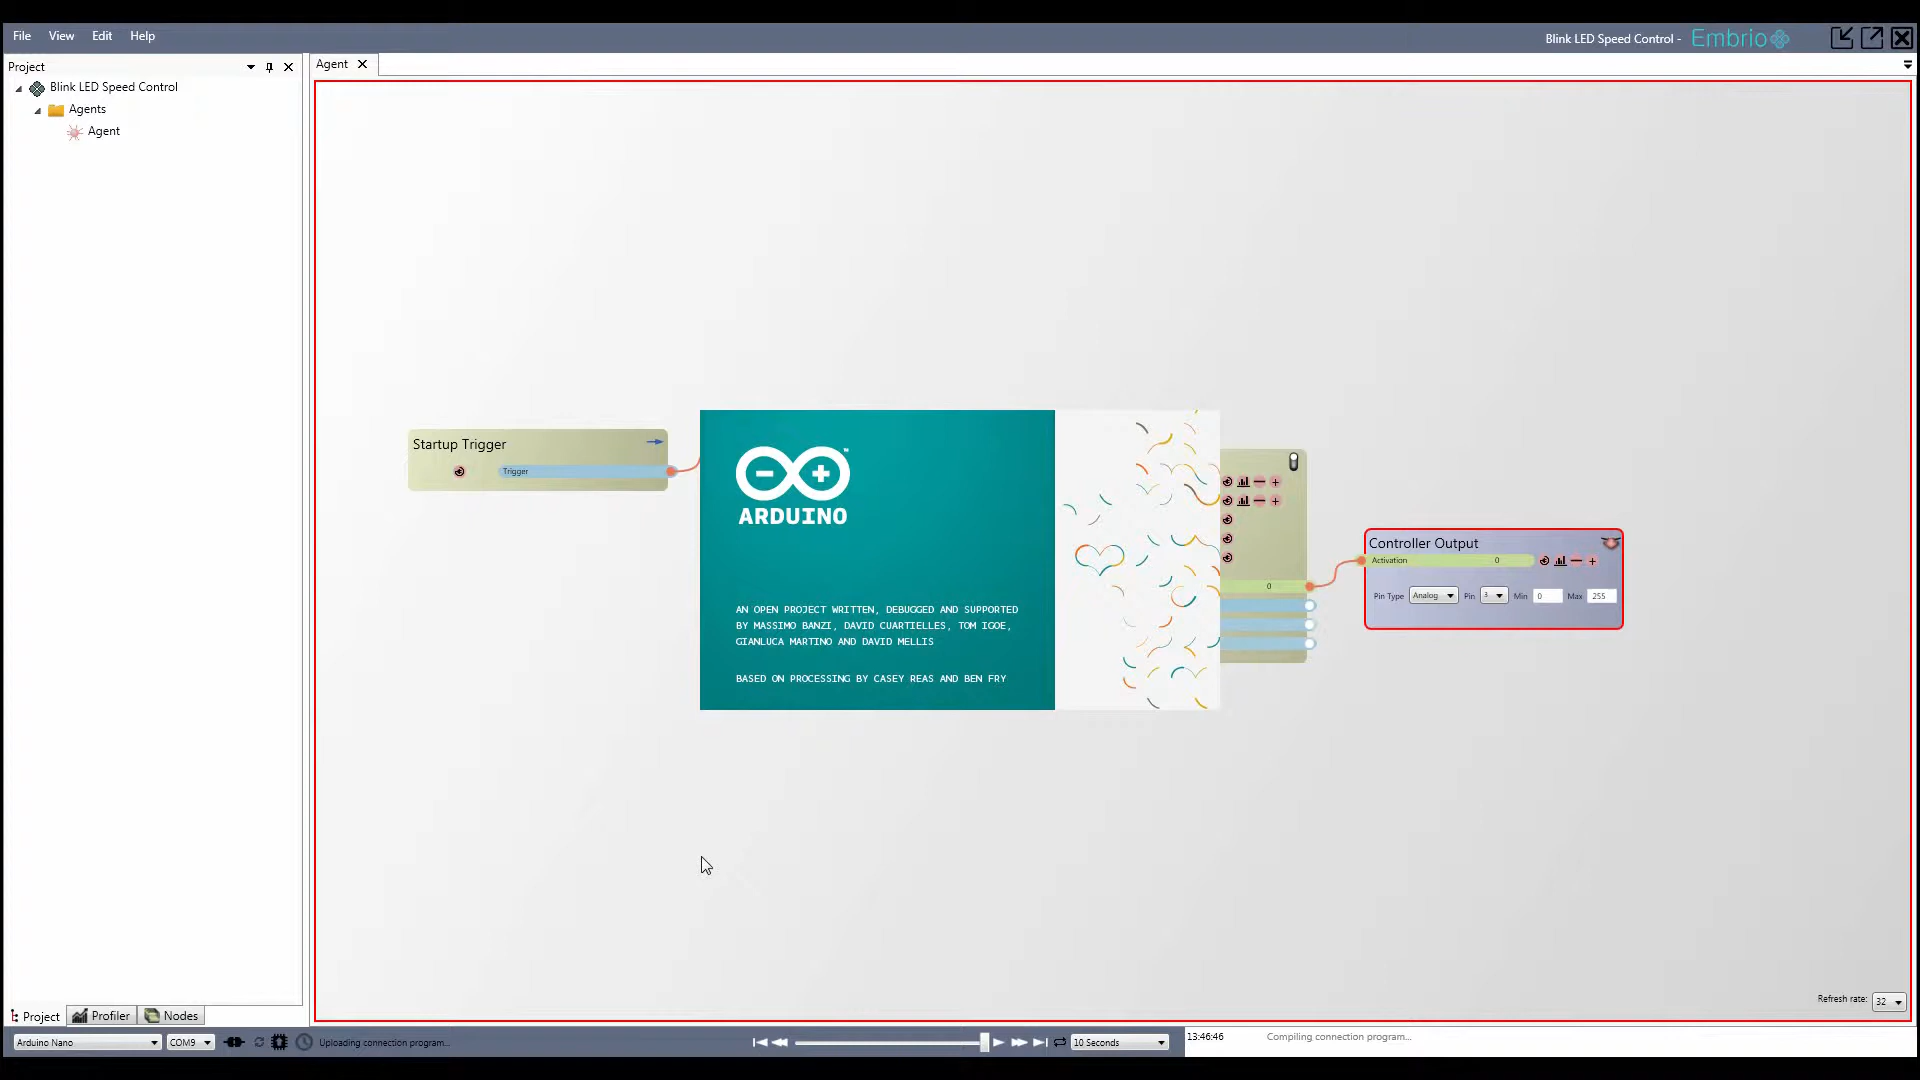 File View Edit Help
Blink LED Speed Control - Embrio
Project
Agent
Blink LED Speed Control
Agents
Agent
Startup Trigger
Trigger
ARDUINO
TM
AN OPEN PROJECT WRITTEN, DEBUGGED AND SUPPORTED
BY MASSIMO BANZI, DAVID CUARTIELLES, TOM IGOE,
GIANLUCA MARTINO AND DAVID MELLIS
BASED ON PROCESSING BY CASEY REAS AND BEN FRY
0
Controller Output
Activation 0
Pin Type Analog Pin 3 Min 0 Max 255
Refresh rate: 32
Project Profiler Nodes
Arduino Nano COM9 Uploading connection program... 10 Seconds 13:46:46 Compiling connection program...